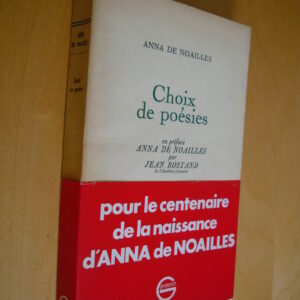 ANNA DE NOAILLES
Choix
de poésies
en préface
ANNA DE NOAILLES
par
JEAN ROSTAND
de l'Académie française
pour le centenaire
de la naissance
d'ANNA de NOAILLES
Grasset